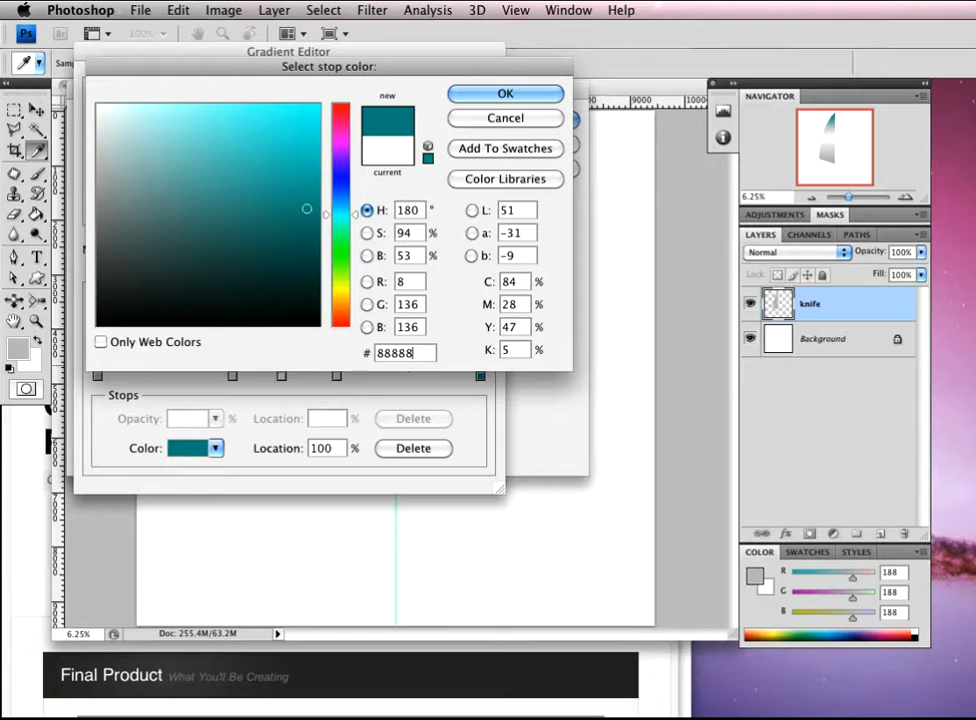 Photoshop File Edit Image Layer Select Filter Analysis 3D View Window Help
Ps Br 100%
Gradient Editor
Select stop color:
new
current
OK
Cancel
Add To Swatches
Color Libraries
H: 180 °
S: 94 %
B: 53 %
R: 8
G: 136
B: 136
# 88888
L: 51
a: -31
b: -9
C: 84 %
M: 28 %
Y: 47 %
K: 5 %
Only Web Colors
Stops
Opacity: % Location: % Delete
Color: Location: 100 % Delete
9000 1000
NAVIGATOR
6.25%
ADJUSTMENTS MASKS
LAYERS CHANNELS PATHS
Normal Opacity: 100%
Lock: Fill: 100%
knife
Background
COLOR SWATCHES STYLES
R 188
G 188
B 188
6.25% Doc: 255.4M/63.2M
Final Product What You'll Be Creating